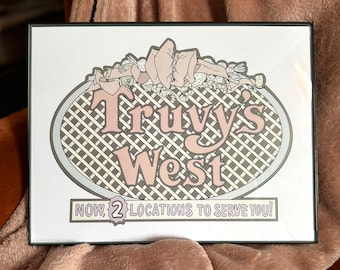 Truvy's
West
NOW, 2 LOCATIONS TO SERVE YOU!